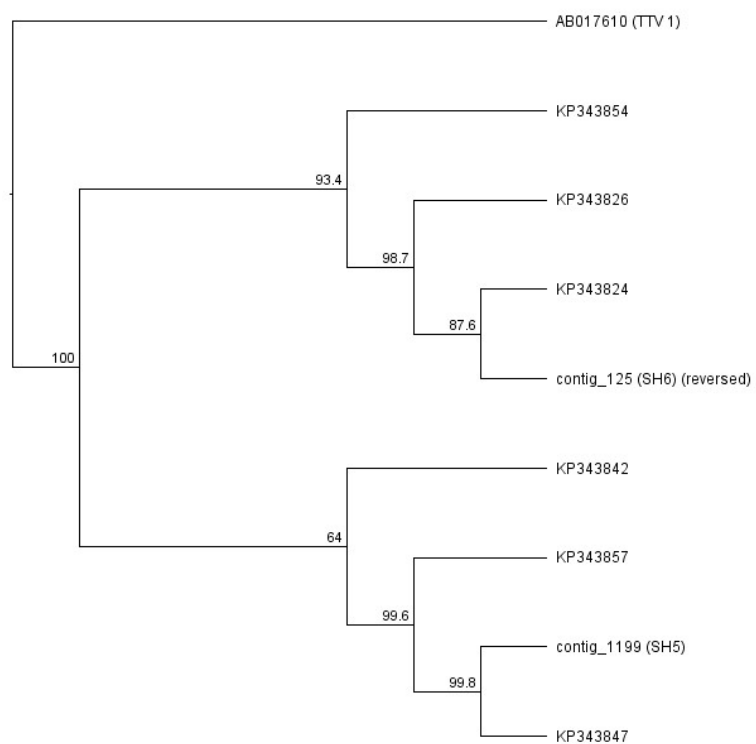 AB017610 (TTV 1)
KP343854
93.4
KP343826
98.7
KP343824
87.6
100
contig_125 (SH6) (reversed)
KP343842
64
KP343857
99.6
contig_1199 (SH5)
99.8
KP343847